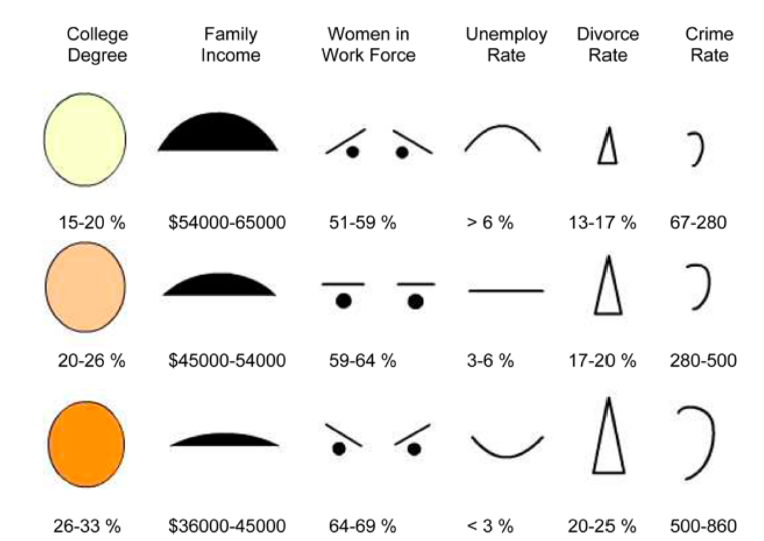 College Family Women in Unemploy Divorce Crime
Degree Income Work Force Rate Rate Rate
15-20 % $54000-65000 51-59 % > 6 % 13-17 % 67-280
20-26 % $45000-54000 59-64 % 3-6 % 17-20 % 280-500
26-33 % $36000-45000 64-69 % < 3 % 20-25 % 500-860